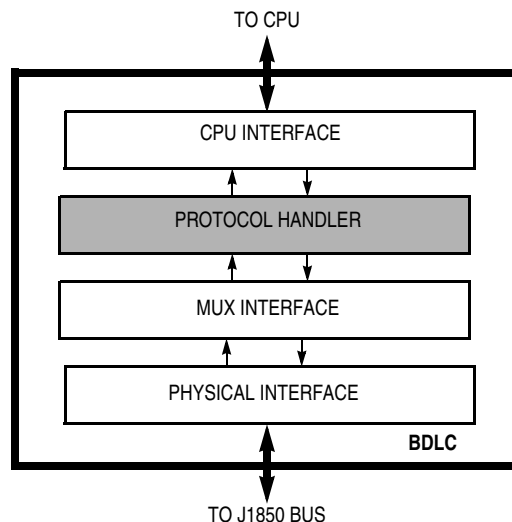 TO CPU
CPU INTERFACE
PROTOCOL HANDLER
MUX INTERFACE
PHYSICAL INTERFACE
BDLC
TO J1850 BUS